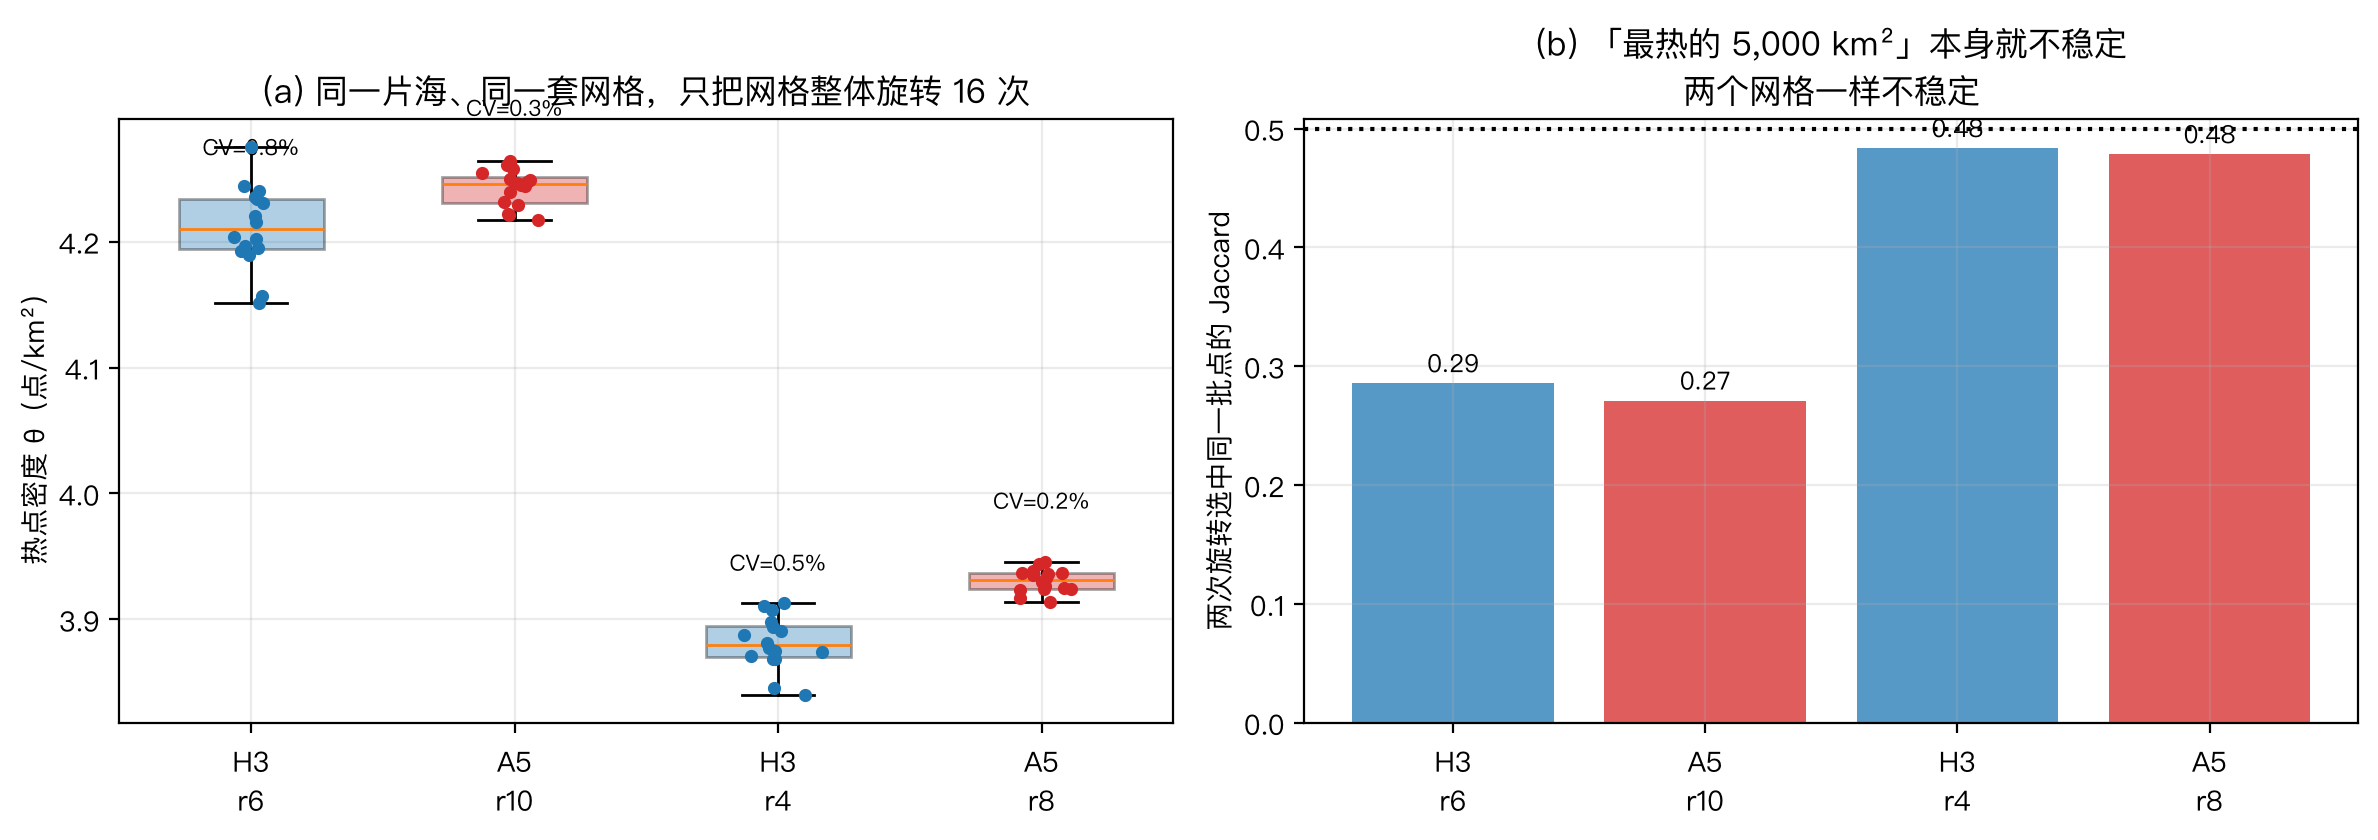 (a) 同一片海、同一套网格，只把网格整体旋转 16 次
CV=0.8%
CV=0.3%
CV=0.5%
CV=0.2%
热点密度 θ（点/km²）
4.2
4.1
4.0
3.9
H3
r6
A5
r10
H3
r4
A5
r8
(b) 「最热的 5,000 km²」本身就不稳定
两个网格一样不稳定
两次旋转选中同一批点的 Jaccard
0.5
0.4
0.3
0.2
0.1
0.0
0.29
0.27
0.48
0.48
H3
r6
A5
r10
H3
r4
A5
r8